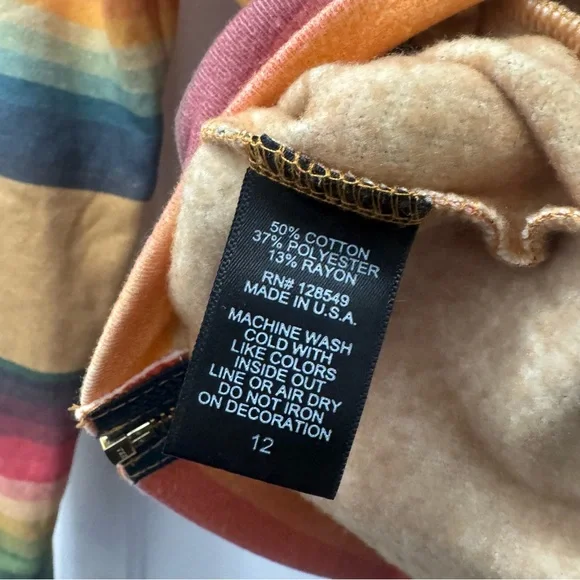 50% COTTON
37% POLYESTER
13% RAYON
RN# 128549
MADE IN U.S.A.
MACHINE WASH
COLD WITH
LIKE COLORS
INSIDE OUT
LINE OR AIR DRY
DO NOT IRON
ON DECORATION
12